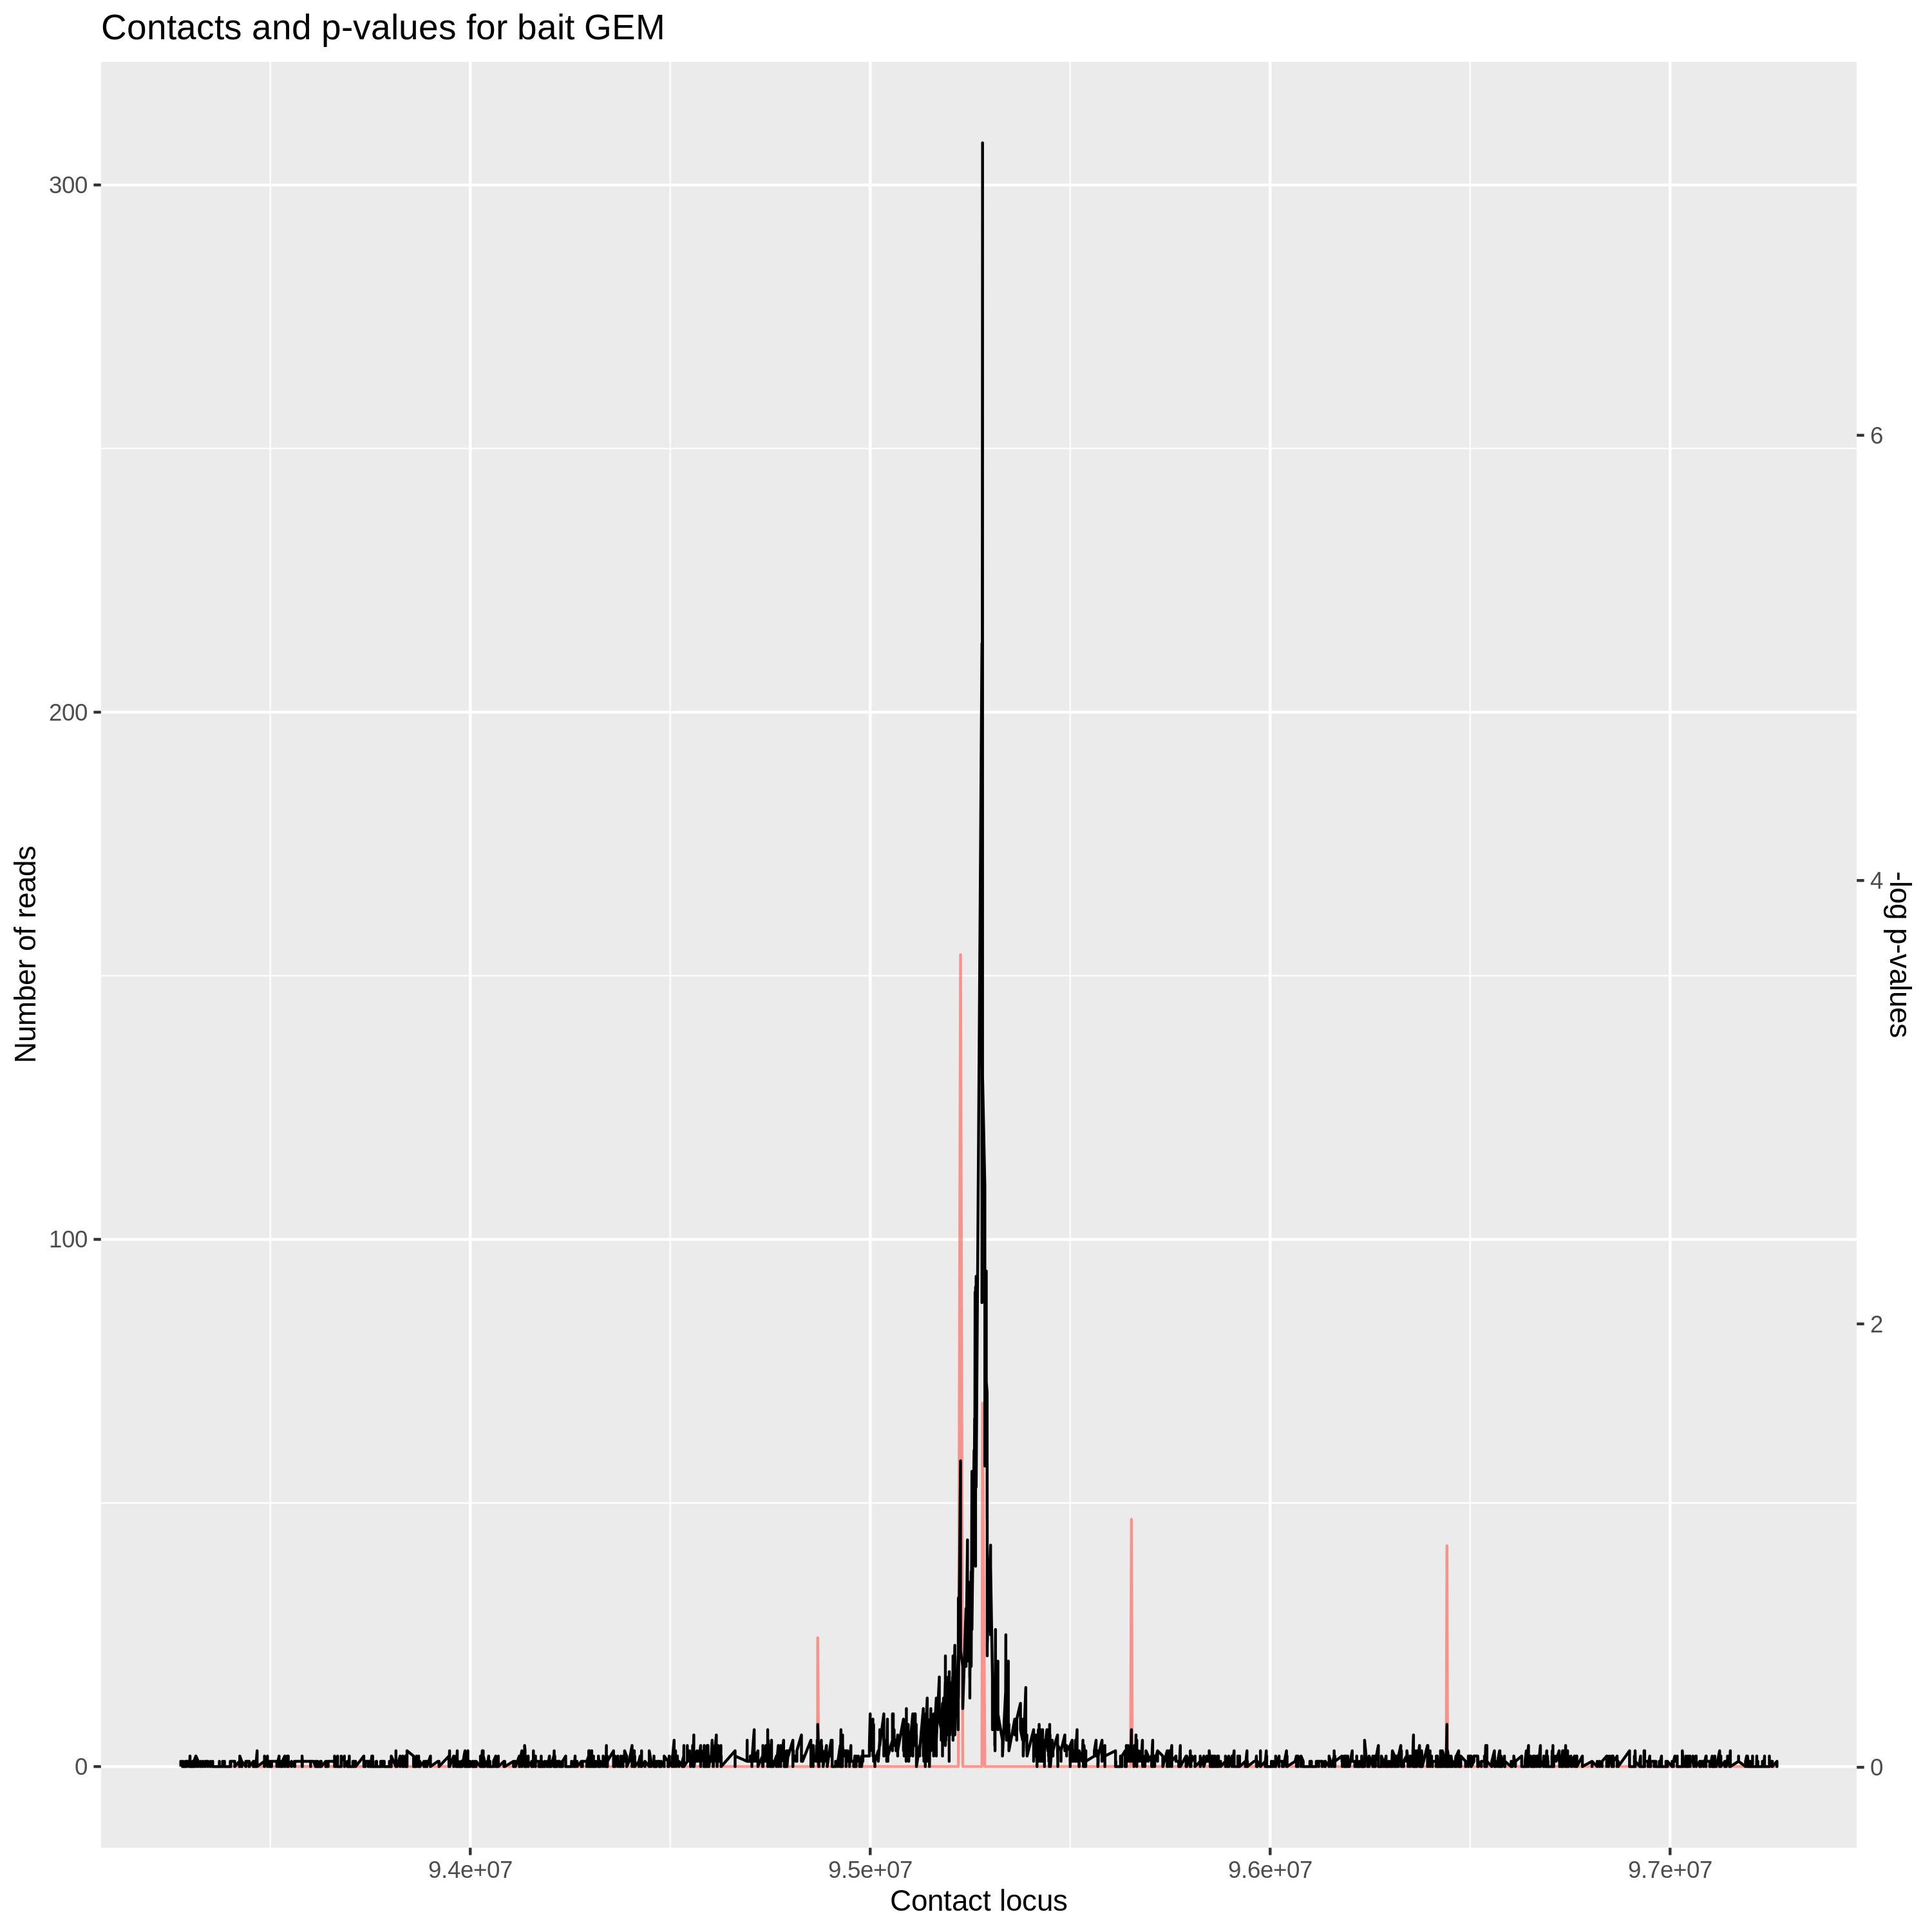 Contacts and p-values for bait GEM
300
200
100
0
Number of reads
6
4
2
0
-log p-values
9.4e+07 9.5e+07 9.6e+07 9.7e+07
Contact locus